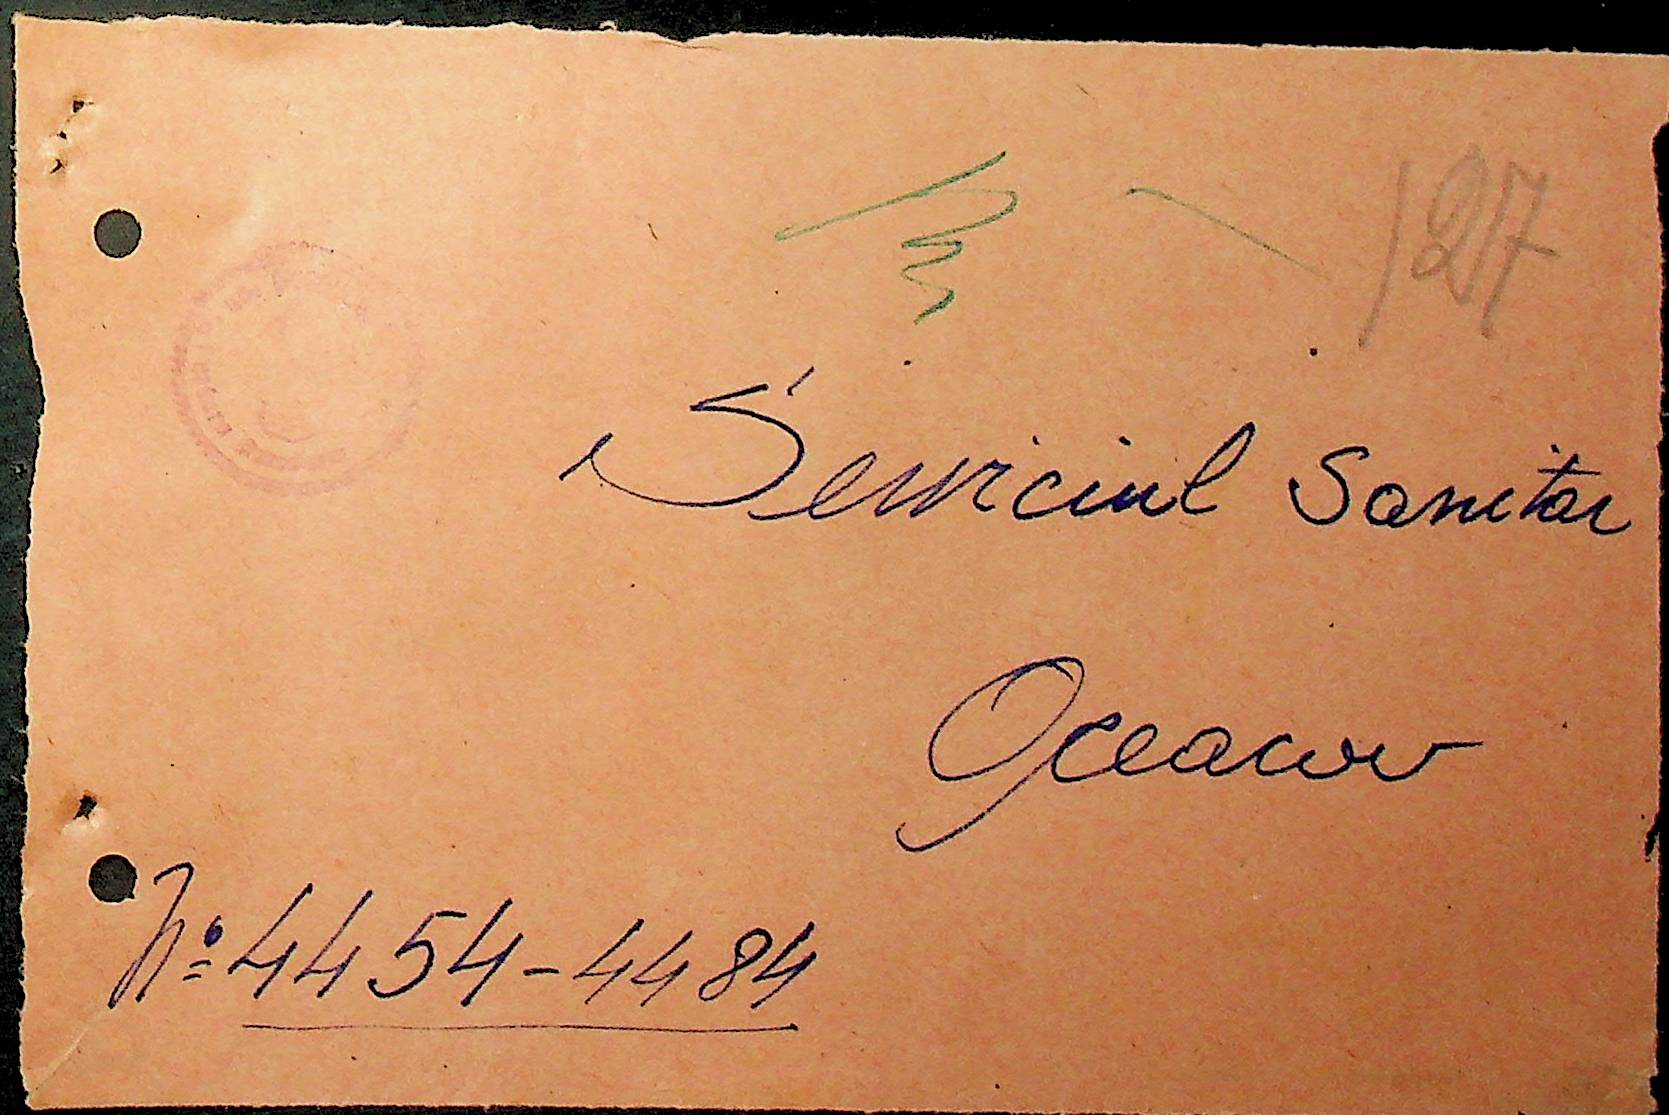 127
Serviciul Sanitar
Oceacov
No 4454-4484